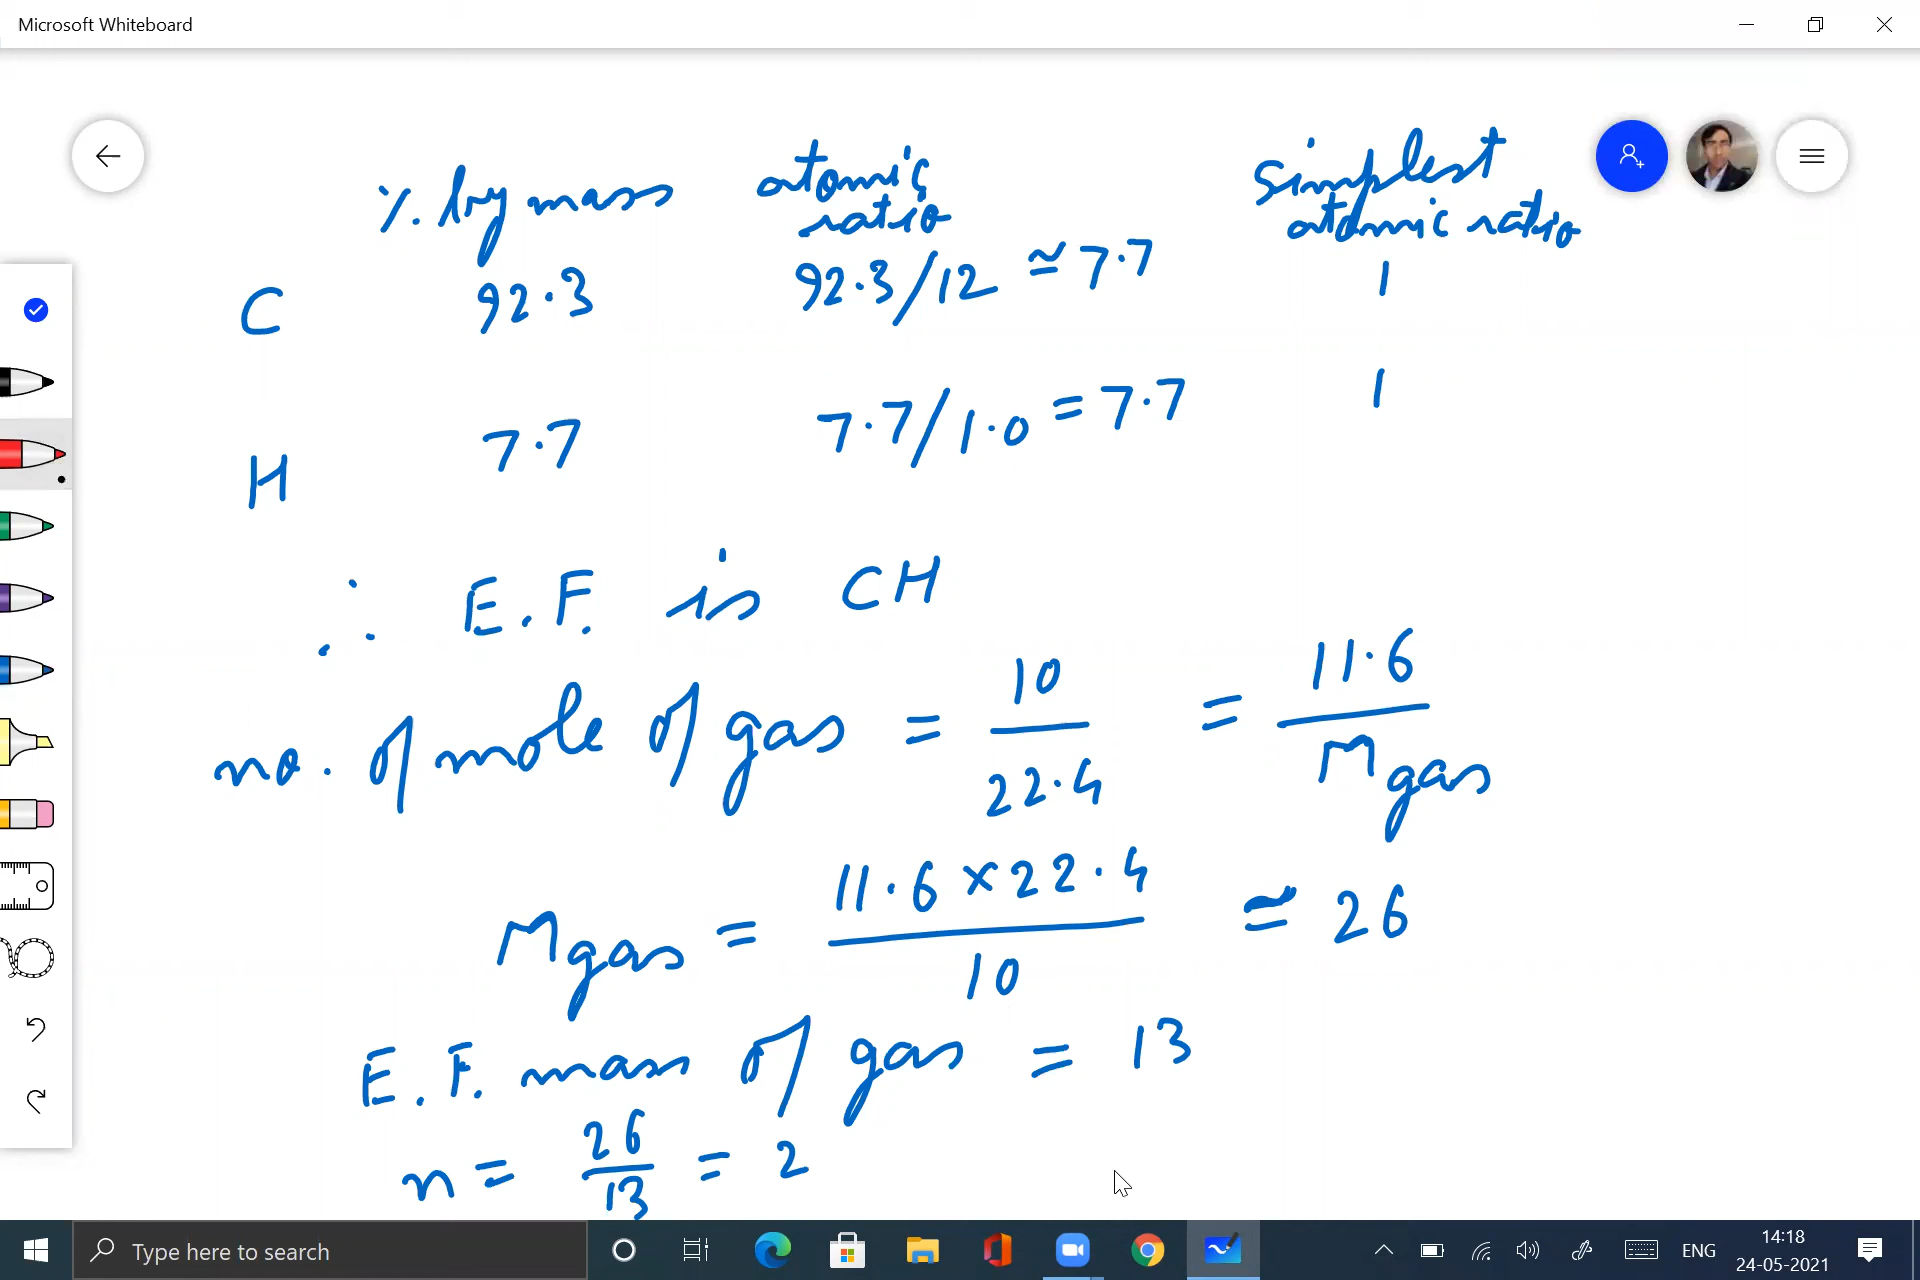 Microsoft Whiteboard
% by mass atomic ratio simplest atomic ratio
C 92.3 92.3/12 ≃ 7.7 1
H 7.7 7.7/1.0 = 7.7 1
∴ E.F. is CH
no. of mole of gas = 10/22.4 = 11.6/Mgas
Mgas = 11.6 × 22.4/10 ≃ 26
E.F. mass of gas = 13
n = 26/13 = 2
Type here to search
ENG
14:18
24-05-2021